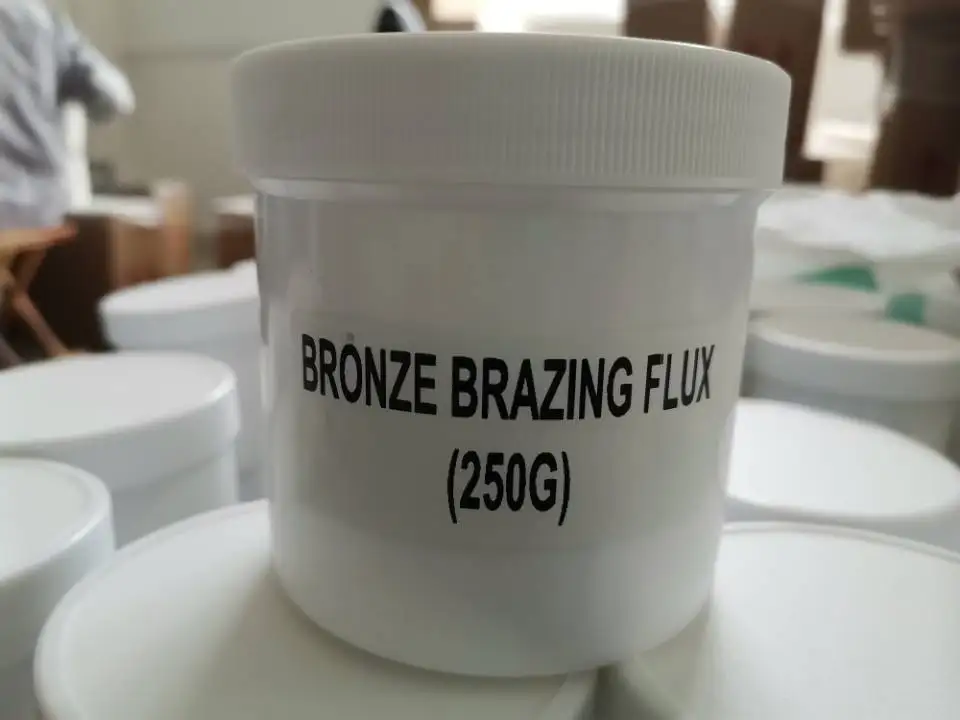 BRONZE BRAZING FLUX
(250G)